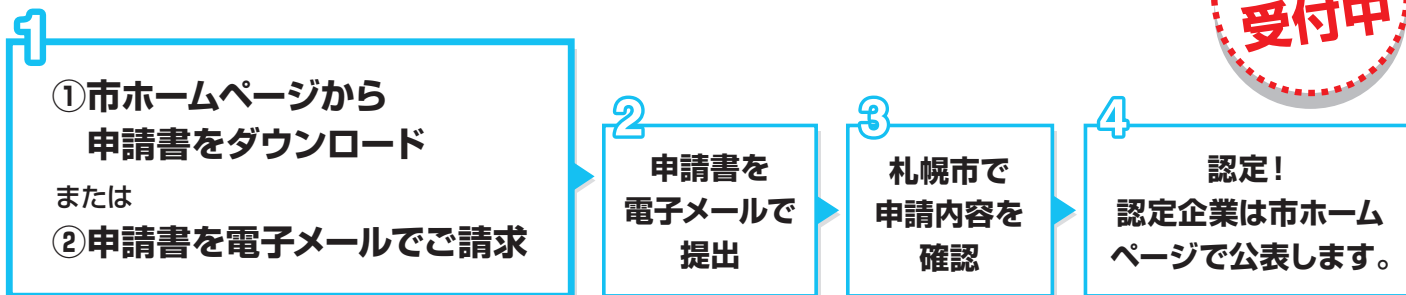 受付中
1
①市ホームページから
申請書をダウンロード
または
②申請書を電子メールでご請求
2
申請書を
電子メールで
提出
3
札幌市で
申請内容を
確認
4
認定!
認定企業は市ホーム
ページで公表します。